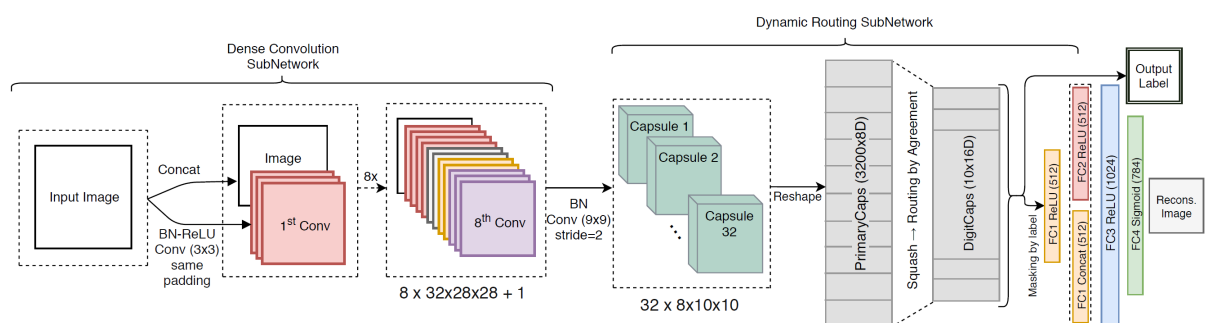 Dynamic Routing SubNetwork
Dense Convolution
SubNetwork
Input Image
Concat
BN-ReLU
Conv (3x3)
same
padding
Image
1st Conv
8x
8th Conv
8 x 32x28x28 + 1
BN
Conv (9x9)
stride=2
Capsule 1
Capsule 2
Capsule
32
32 x 8x10x10
Reshape
PrimaryCaps (3200x8D)
Squash → Routing by Agreement
DigitCaps (10x16D)
Masking by label
FC1 ReLU (512)
FC2 ReLU (512)
FC1 Concat (512)
FC3 ReLU (1024)
FC4 Sigmoid (784)
Output
Label
Recons.
Image